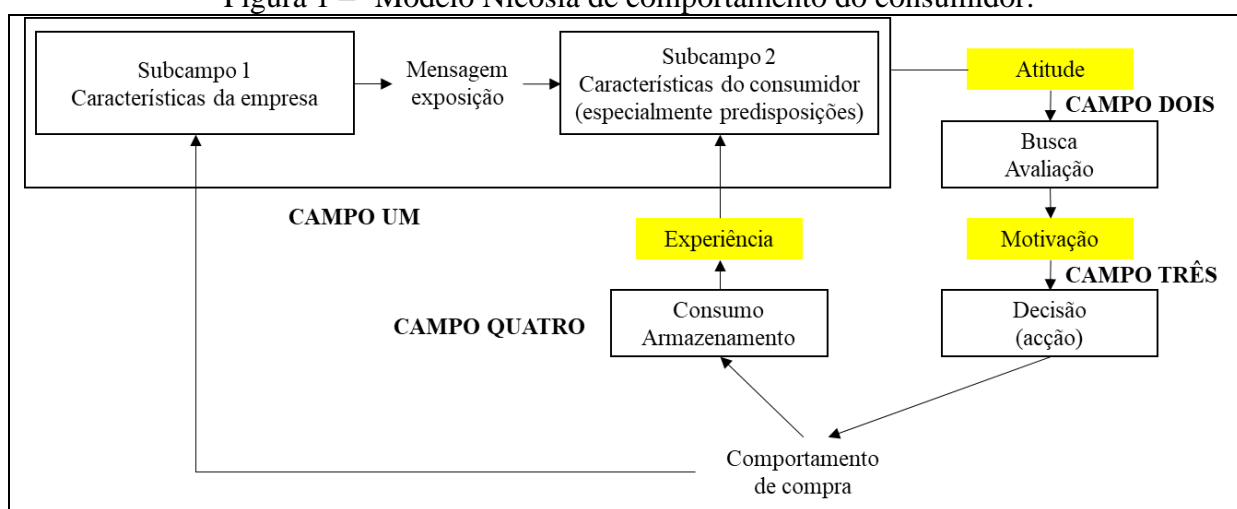 Figura 1 – Modelo Nicosia de comportamento do consumidor.
Subcampo 1
Características da empresa
Mensagem
exposição
Subcampo 2
Características do consumidor
(especialmente predisposições)
Atitude
CAMPO DOIS
Busca
Avaliação
CAMPO UM
Experiência
Motivação
CAMPO TRÊS
CAMPO QUATRO
Consumo
Armazenamento
Decisão
(acção)
Comportamento
de compra